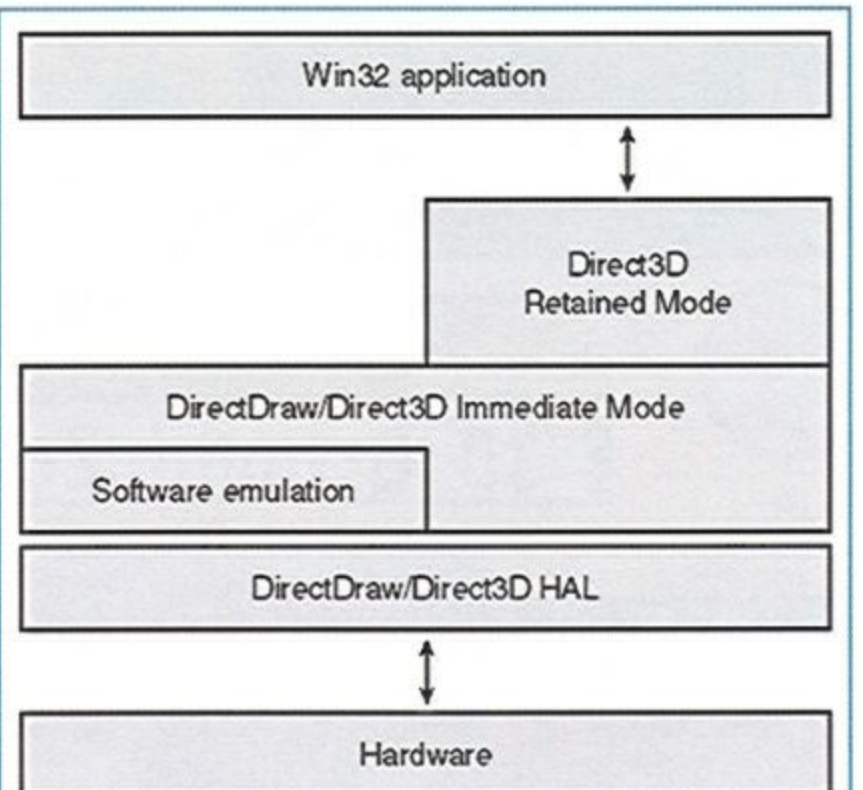 Win32 application
Direct3D
Retained Mode
DirectDraw/Direct3D Immediate Mode
Software emulation
DirectDraw/Direct3D HAL
Hardware